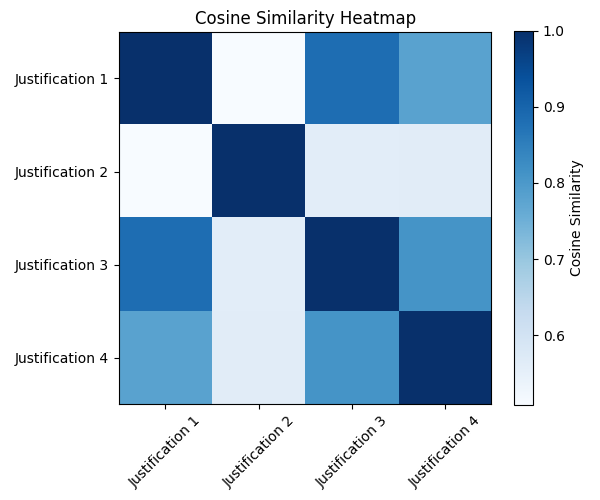 Cosine Similarity Heatmap
Justification 1
Justification 2
Justification 3
Justification 4
Justification 1
Justification 2
Justification 3
Justification 4
1.0
0.9
0.8
0.7
0.6
Cosine Similarity